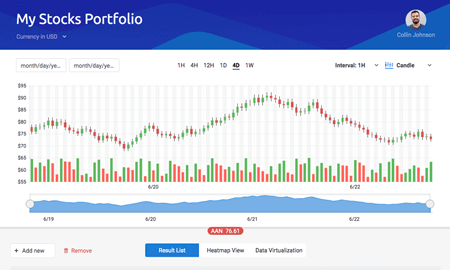 My Stocks Portfolio
Currency in USD
Collin Johnson
month/day/ye... month/day/ye... 1H 4H 12H 1D 4D 1W Interval: 1H Candle
$95
$90
$85
$80
$75
$70
$65
$60
$55
6/20 6/22
6/19 6/20 6/21 6/22
AAN 76.61
+ Add new Remove Result List Heatmap View Data Virtualization